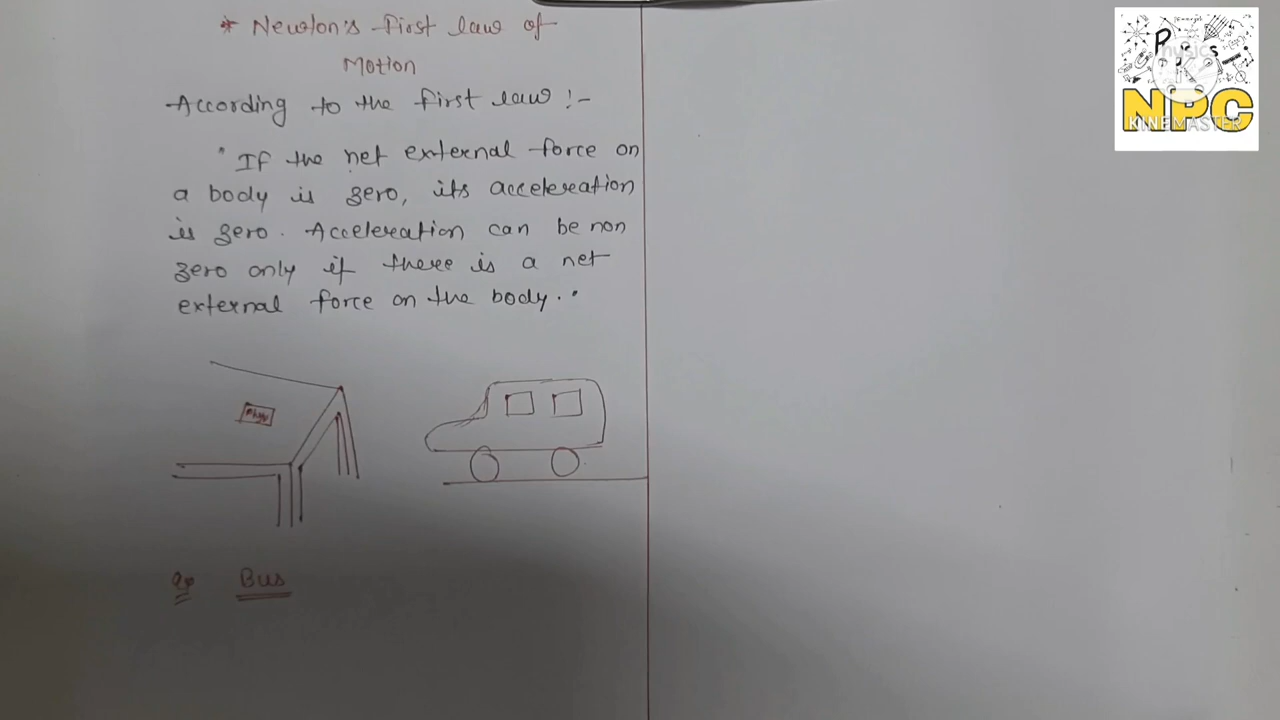 * Newton's first law of
Motion
According to the first law :-
"If the net external force on
a body is zero, its acceleration
is zero. Acceleration can be non
zero only if there is a net
external force on the body."
Bus
Physics
NPC
KINEMASTER